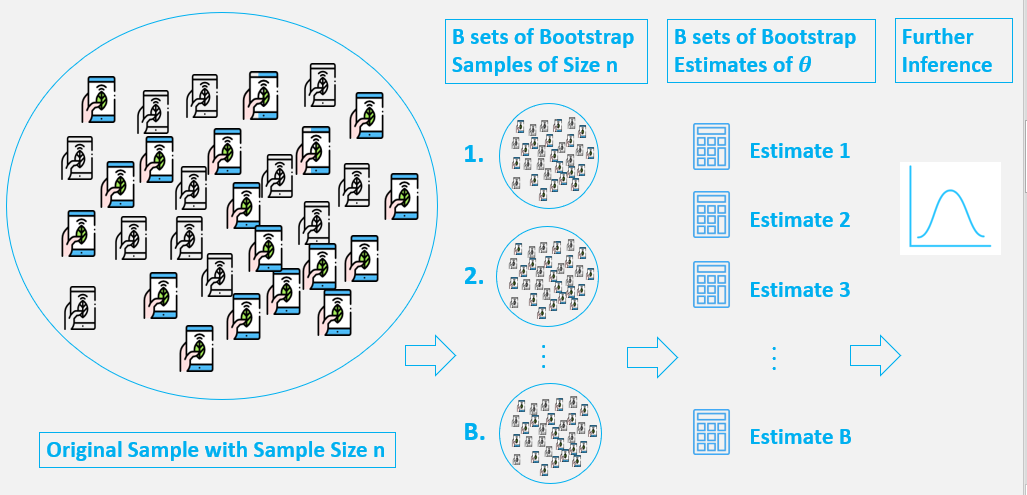 B sets of Bootstrap
Samples of Size n
B sets of Bootstrap
Estimates of θ
Further
Inference
1.
Estimate 1
Estimate 2
2.
Estimate 3
⋮
⋮
B.
Estimate B
Original Sample with Sample Size n